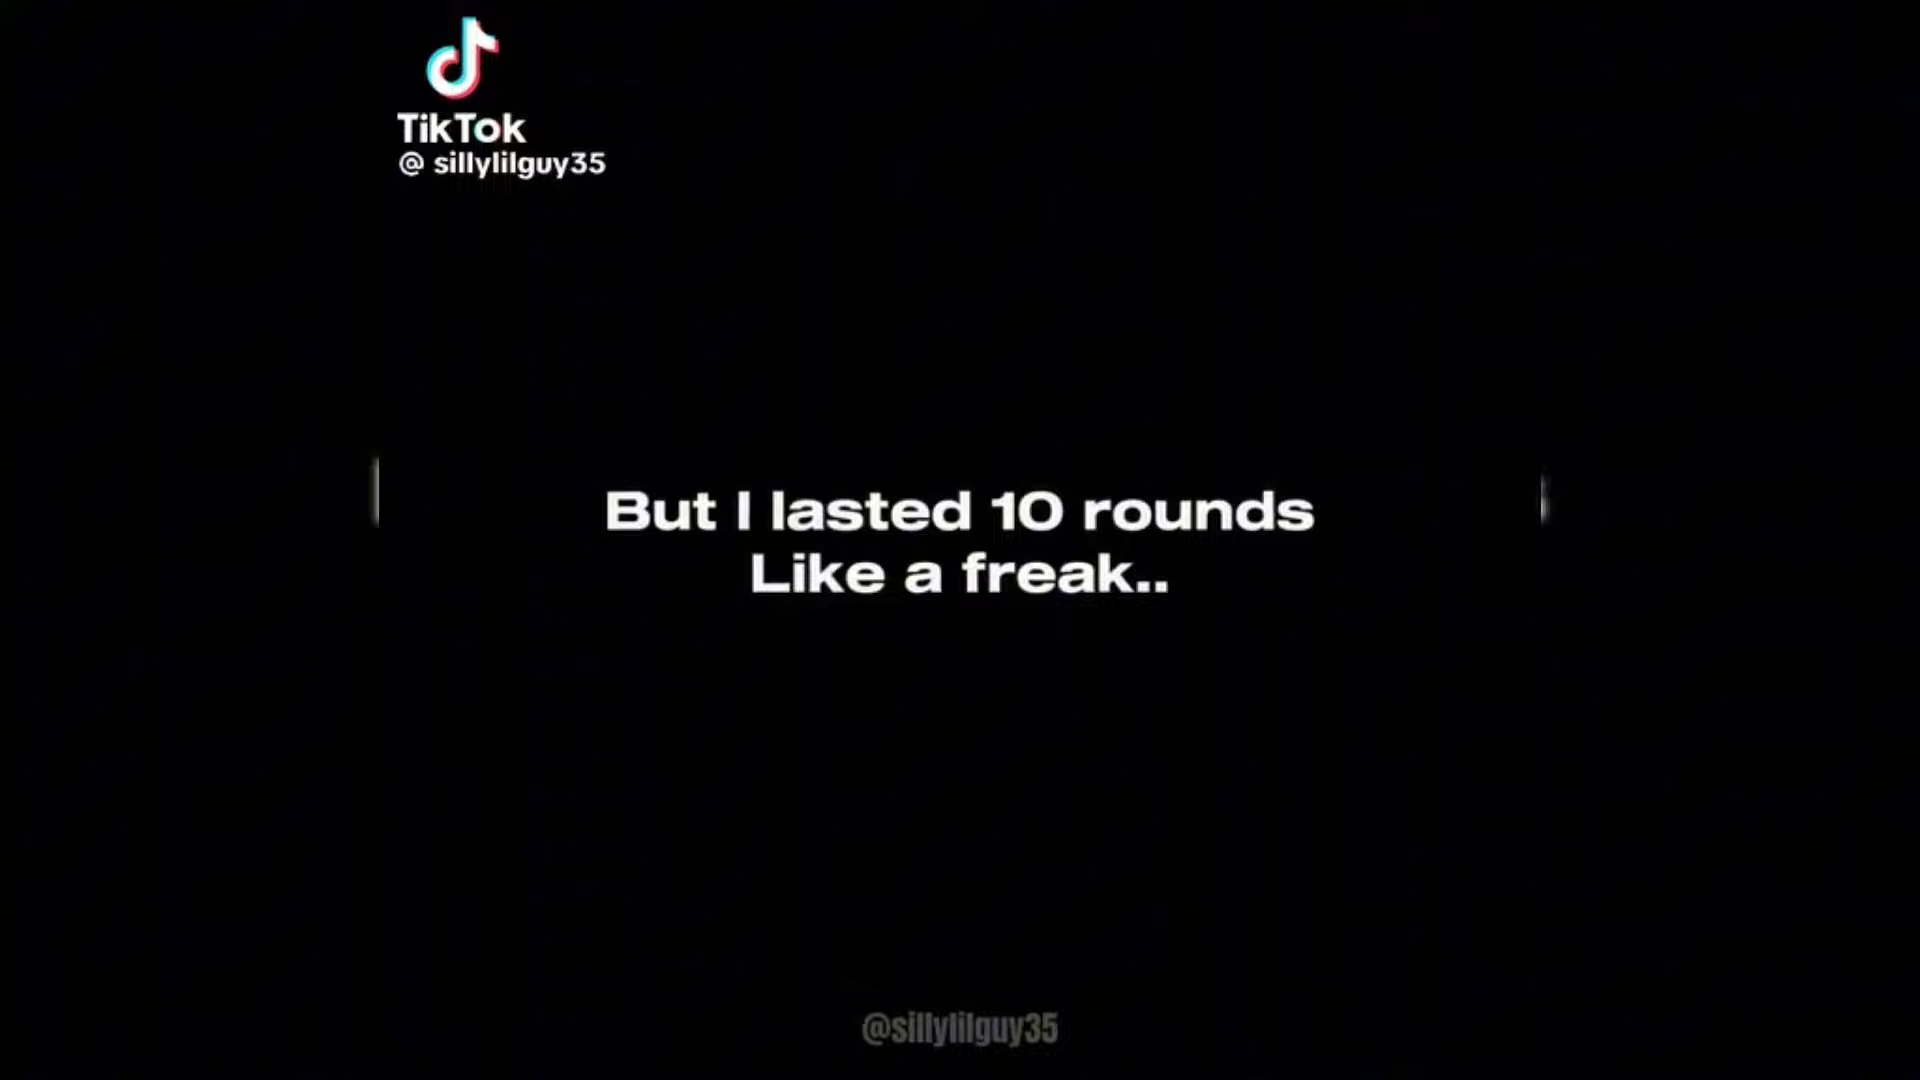 TikTok
@ sillylilguy35
But I lasted 10 rounds
Like a freak..
@sillylilguy35